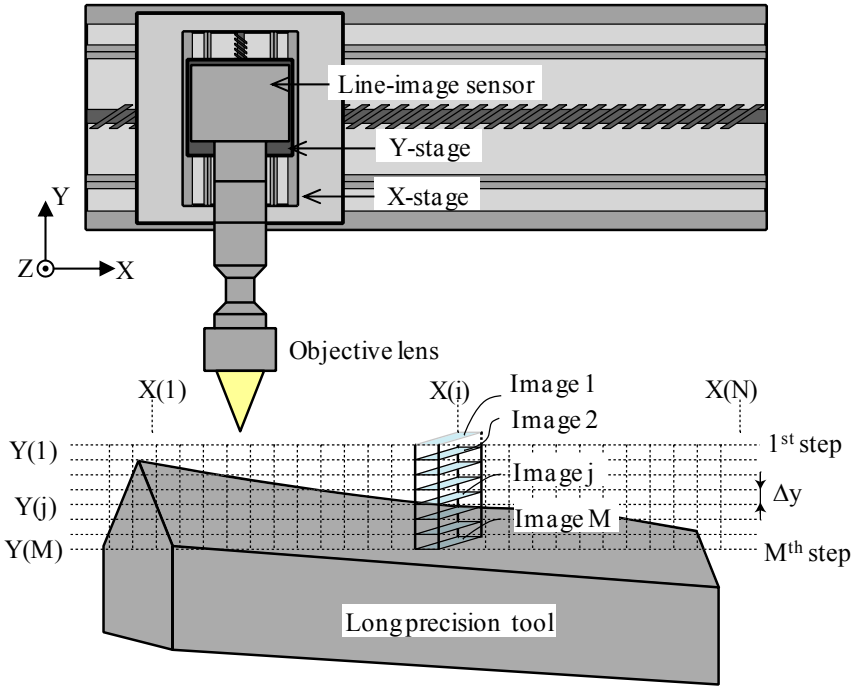 Line-image sensor
Y-stage
X-stage
Y
Z
X
Objective lens
X(1)
X(i)
X(N)
Image 1
Image 2
Y(1)
1st step
Image j
Δy
Y(j)
Image M
Y(M)
Mth step
Long precision tool